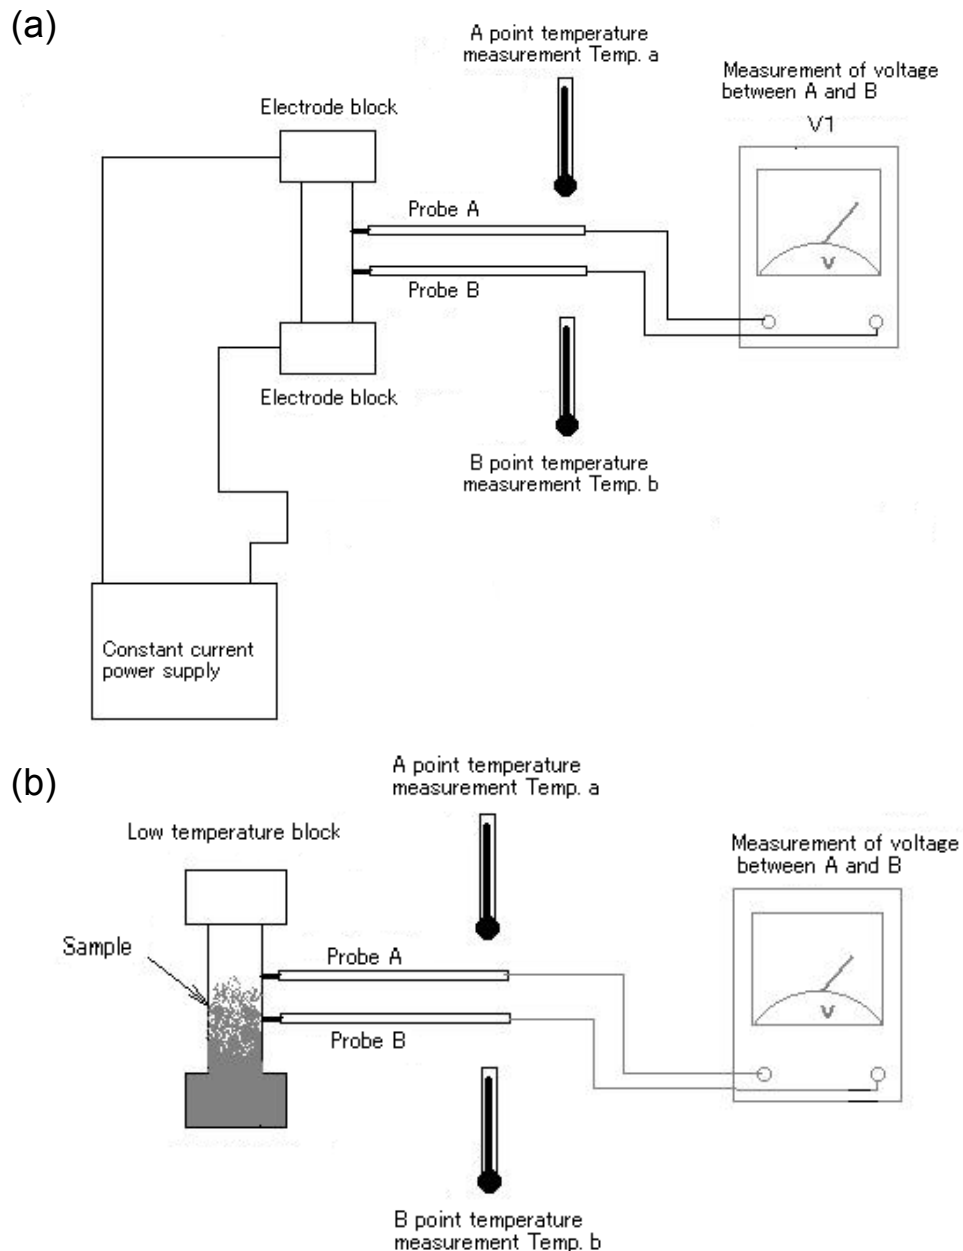 (a)
A point temperature
measurement Temp. a
Measurement of voltage
between A and B
V1
Electrode block
Probe A
Probe B
V
Electrode block
B point temperature
measurement Temp. b
Constant current
power supply
(b)
A point temperature
measurement Temp. a
Low temperature block
Measurement of voltage
between A and B
Sample
Probe A
Probe B
V
B point temperature
measurement Temp. b